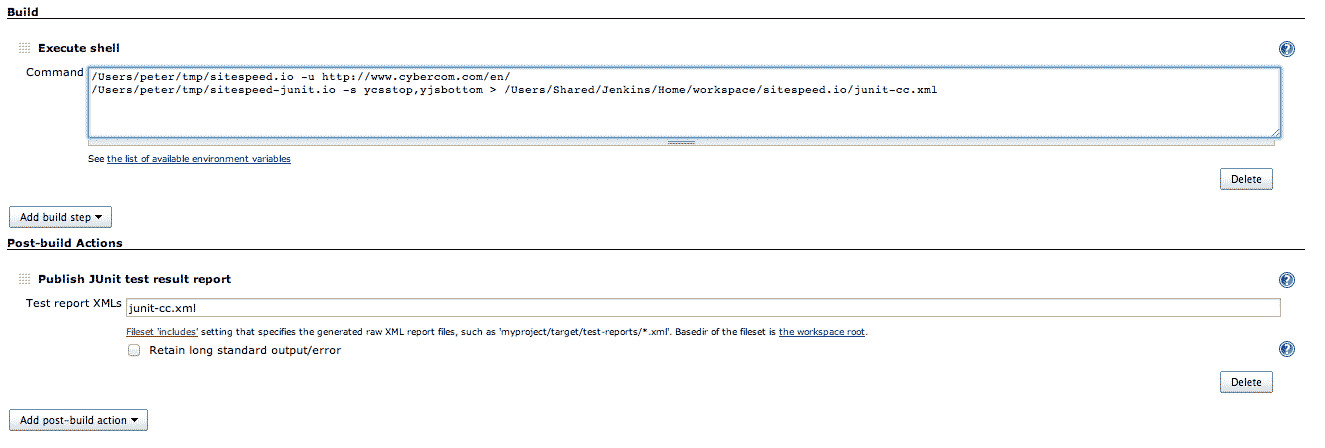 Build
Execute shell
Command
/Users/peter/tmp/sitespeed.io -u http://www.cybercom.com/en/
/Users/peter/tmp/sitespeed-junit.io -s ycsstop,yjsbottom > /Users/Shared/Jenkins/Home/workspace/sitespeed.io/junit-cc.xml
See the list of available environment variables
Delete
Add build step
Post-build Actions
Publish JUnit test result report
Test report XMLs junit-cc.xml
Fileset 'includes' setting that specifies the generated raw XML report files, such as 'myproject/target/test-reports/*.xml'. Basedir of the fileset is the workspace root.
Retain long standard output/error
Delete
Add post-build action